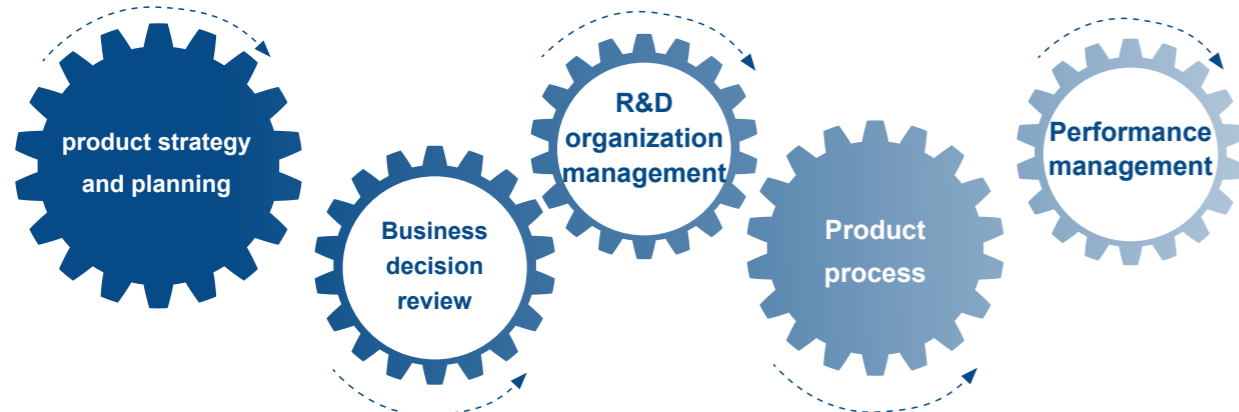 product strategy
and planning
Business
decision
review
R&D
organization
management
Product
process
Performance
management